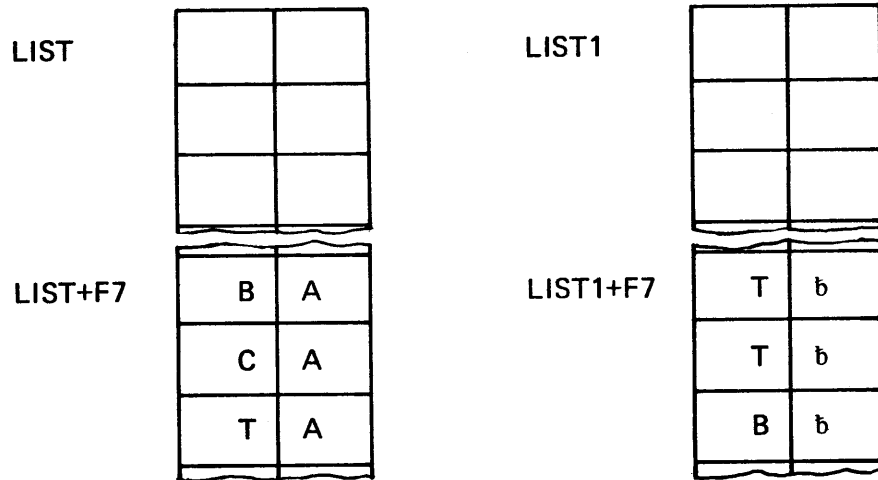 LIST
LIST1
LIST+F7
B A
C A
T A
LIST1+F7
T ␢
T ␢
B ␢